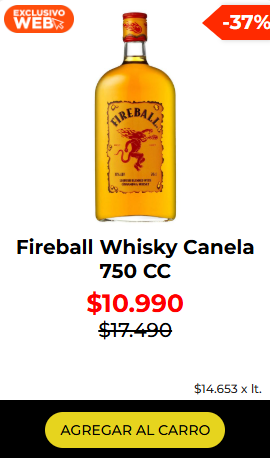 EXCLUSIVO
WEB
-37%
FIREBALL
Fireball Whisky Canela
750 CC
$10.990
$17.490
$14.653 x lt.
AGREGAR AL CARRO